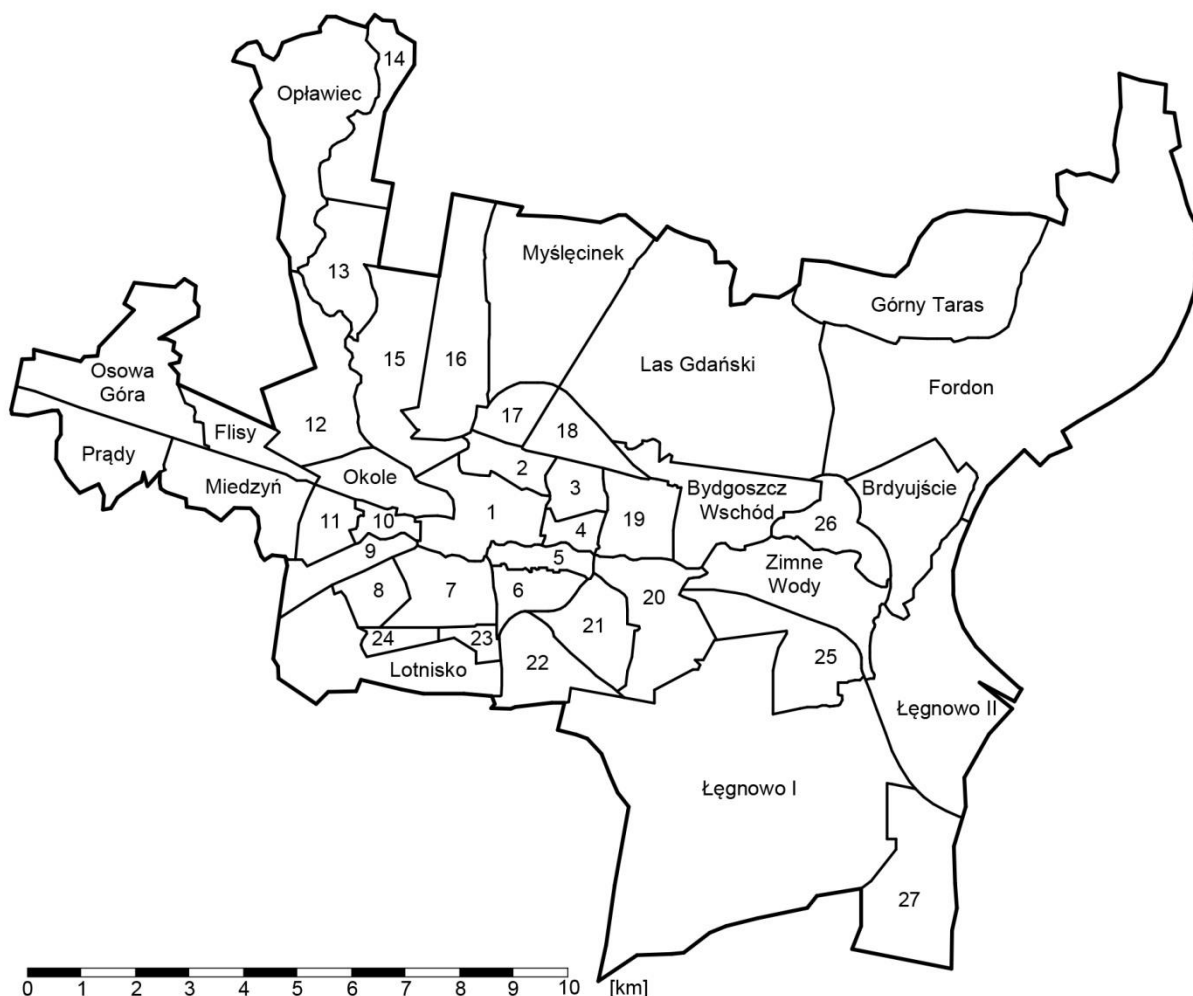 14
Opławiec
Myślęcinek
13
Górny Taras
15
16
Las Gdański
Osowa
Góra
Fordon
12
17
18
Flisy
Prądy
Okole
2
Miedzyń
3
Bydgoszcz
Wschód
Brdyujście
1
19
11
10
4
26
9
5
Zimne
Wody
8
7
6
20
21
24
23
25
22
Lotnisko
Łęgnowo II
Łęgnowo I
27
0 1 2 3 4 5 6 7 8 9 10 [km]